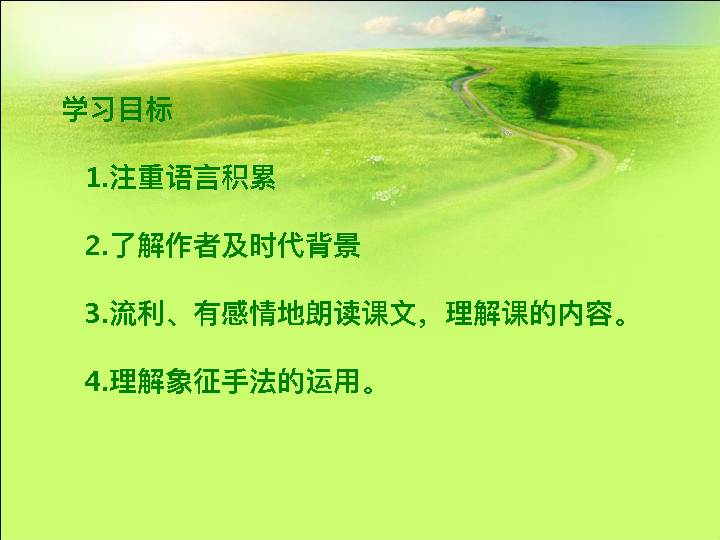 学习目标
1.注重语言积累
2.了解作者及时代背景
3.流利、有感情地朗读课文，理解课的内容。
4.理解象征手法的运用。